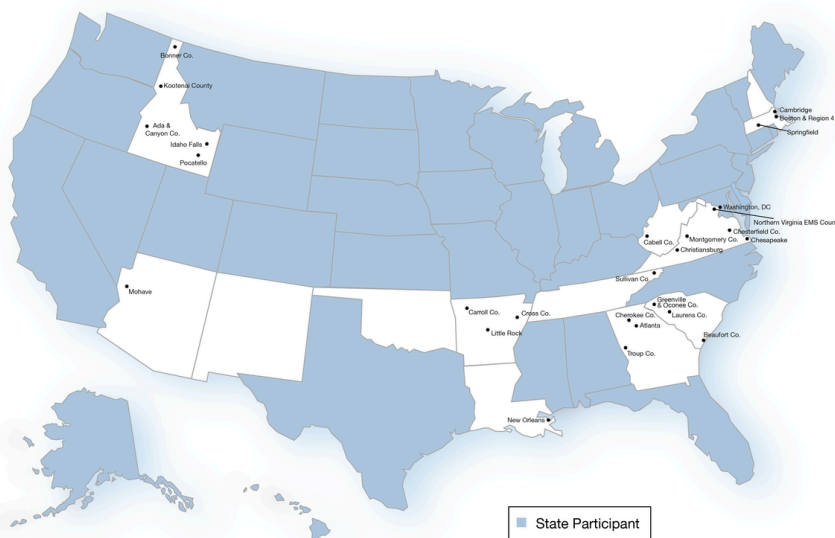 Bonner Co.
Kootenai County
Ada &
Canyon Co.
Idaho Falls
Pocatello
Cambridge
Boston & Region 4
Springfield
Washington, DC
Northern Virginia EMS Coun
Chesterfield Co.
Chesapeake
Cabell Co.
Montgomery Co.
Christiansburg
Sullivan Co
Mohave
Carroll Co.
Cross Co.
Little Rock
Greenville
& Oconee Co.
Laurens Co.
Cherokee Co.
Atlanta
Beaufort Co.
Troup Co.
New Orleans
State Participant